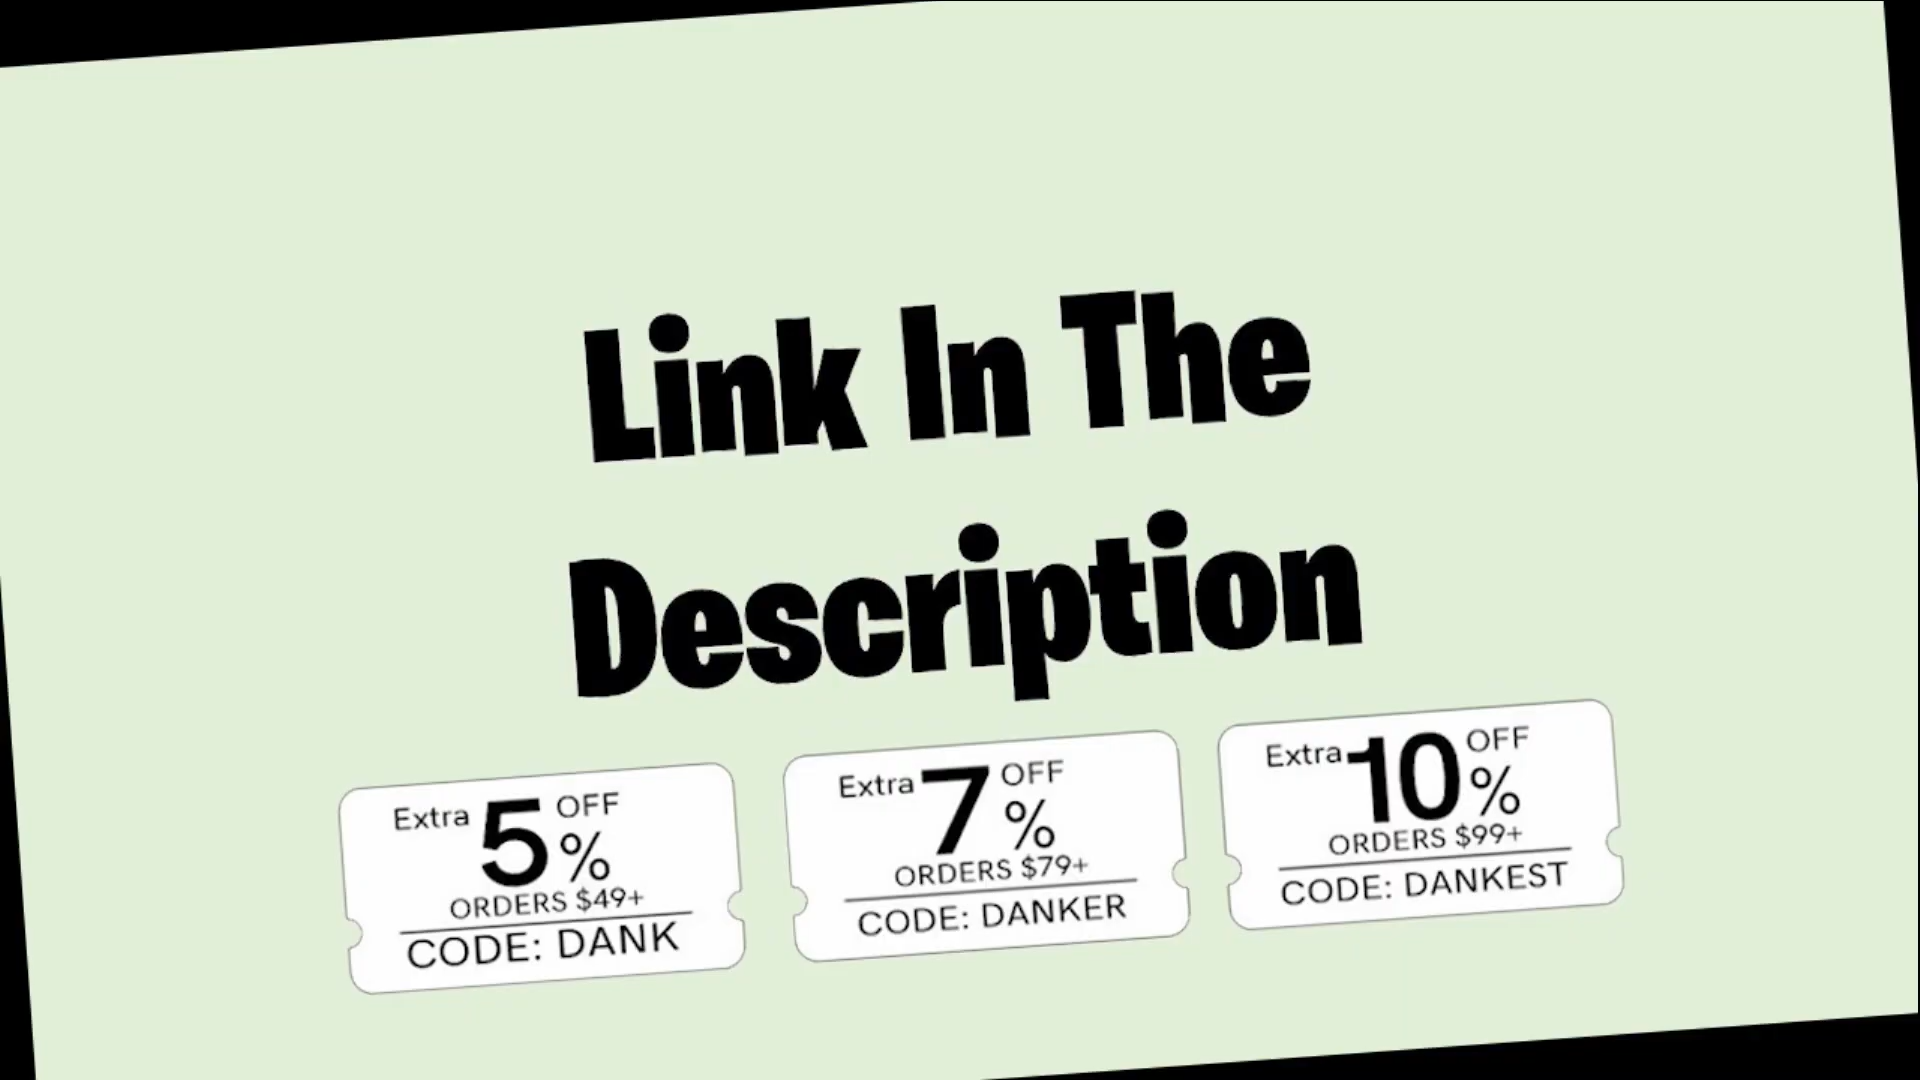 Link In The
Description
Extra 5% OFF
ORDERS $49+
CODE: DANK
Extra 7% OFF
ORDERS $79+
CODE: DANKER
Extra 10% OFF
ORDERS $99+
CODE: DANKEST